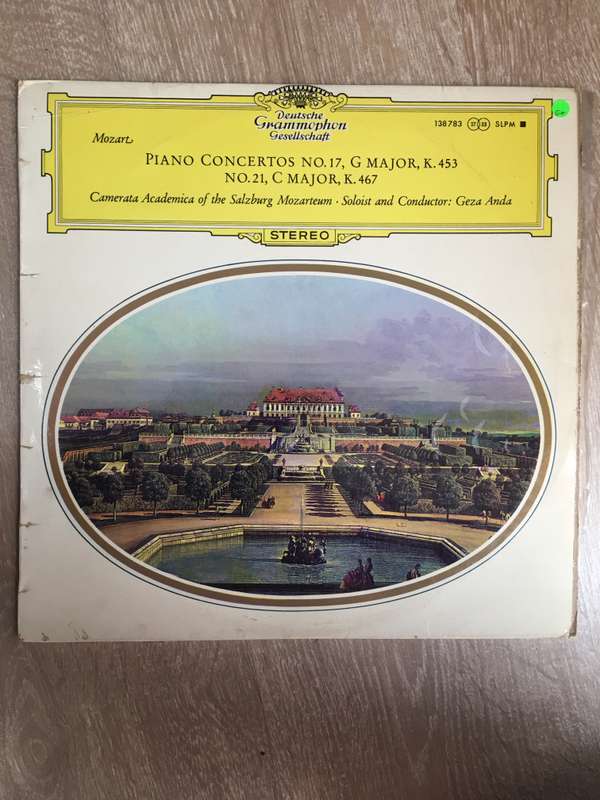 Deutsche
Grammophon
Gesellschaft
138783 33 SLPM
Mozart
PIANO CONCERTOS NO. 17, G MAJOR, K. 453
NO. 21, C MAJOR, K. 467
Camerata Academica of the Salzburg Mozarteum · Soloist and Conductor: Geza Anda
STEREO